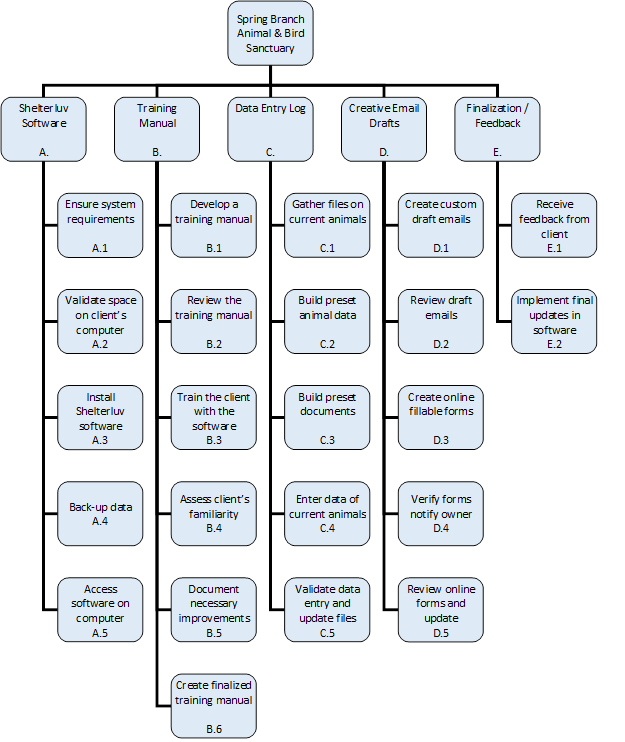 Spring Branch
Animal & Bird
Sanctuary
Shelterluv
Software
A.
Training
Manual
B.
Data Entry Log
C.
Creative Email
Drafts
D.
Finalization /
Feedback
E.
Ensure system
requirements
A.1
Validate space
on client's
computer
A.2
Install
Shelterluv
software
A.3
Back-up data
A.4
Access
software on
computer
A.5
Develop a
training manual
B.1
Review the
training manual
B.2
Train the client
with the
software
B.3
Assess client's
familiarity
B.4
Document
necessary
improvements
B.5
Create finalized
training manual
B.6
Gather files on
current animals
C.1
Build preset
animal data
C.2
Build preset
documents
C.3
Enter data of
current animals
C.4
Validate data
entry and
update files
C.5
Create custom
draft emails
D.1
Review draft
emails
D.2
Create online
fillable forms
D.3
Verify forms
notify owner
D.4
Review online
forms and
update
D.5
Receive
feedback from
client
E.1
Implement final
updates in
software
E.2